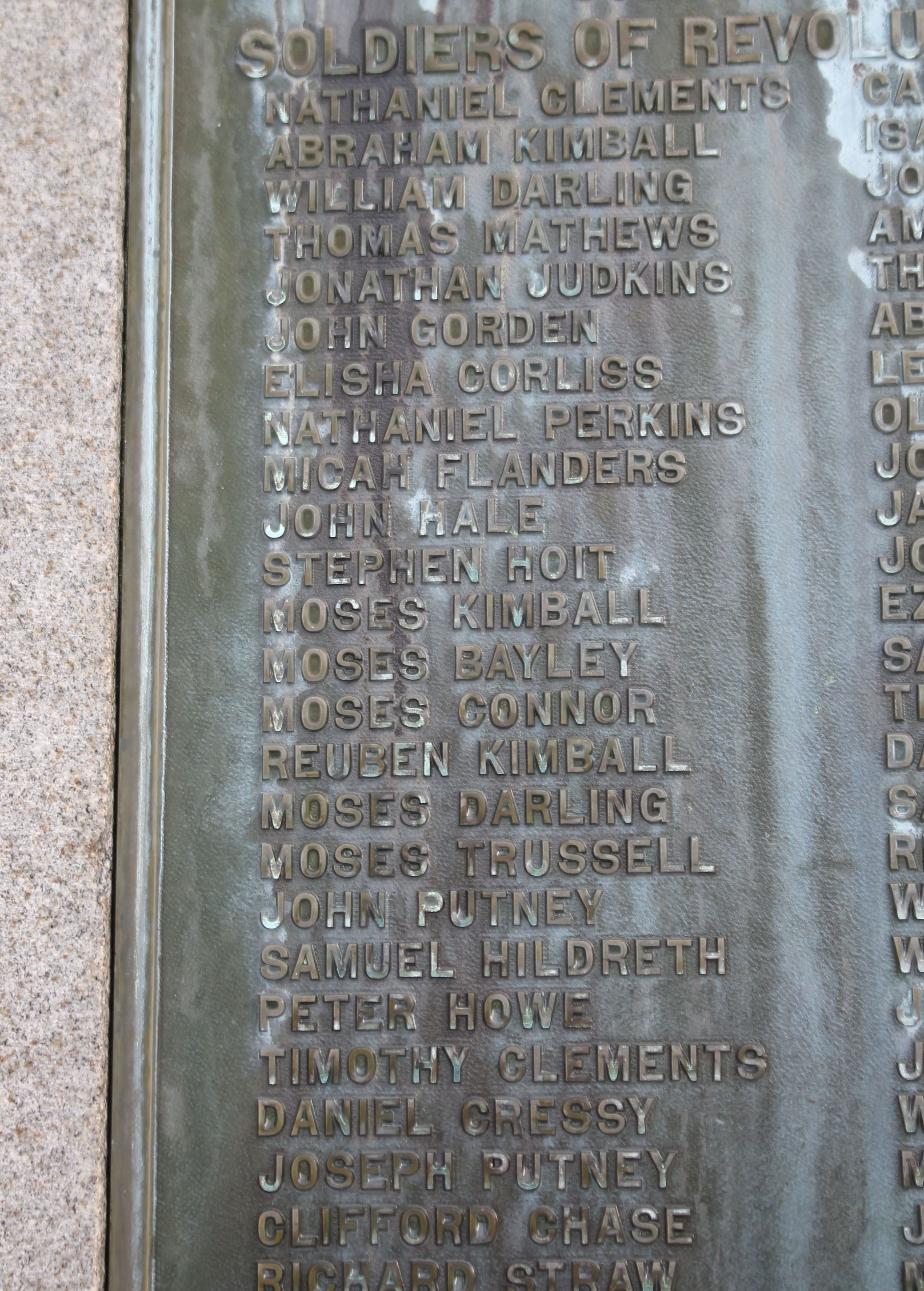 SOLDIERS OF
NATHANIEL CLEMENTS
ABRAHAM KIMBALL
WILLIAM DARLING
THOMAS MATHEWS
JONATHAN JUDKINS
JOHN GORDEN
ELISHA CORLISS
NATHANIEL PERKINS
MICAH FLANDERS
JOHN HALE
STEPHEN HOIT
MOSES KIMBALL
MOSES BAYLEY
MOSES CONNOR
REUBEN KIMBALL
MOSES DARLING
MOSES TRUSSELL
JOHN PUTNEY
SAMUEL HILDRETH
PETER HOWE
TIMOTHY CLEMENTS
DANIEL CRESSY
JOSEPH PUTNEY
CLIFFORD CHASE
RICHARD STRAW